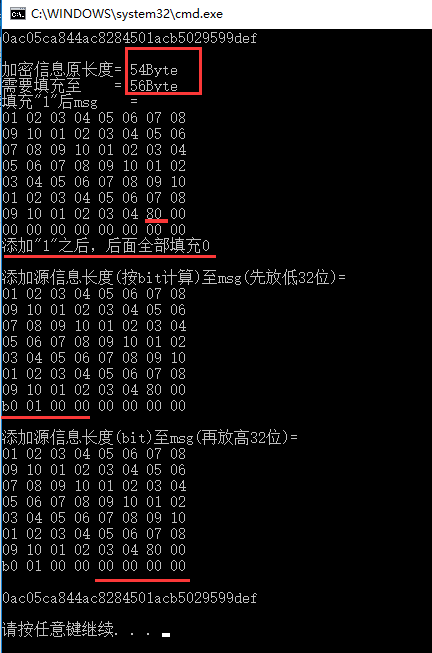 C:\WINDOWS\system32\cmd.exe
0ac05ca844ac8284501acb5029599def
加密信息原长度= 54Byte
需要填充至    = 56Byte
填充"1"后msg   =
01 02 03 04 05 06 07 08
09 10 01 02 03 04 05 06
07 08 09 10 01 02 03 04
05 06 07 08 09 10 01 02
03 04 05 06 07 08 09 10
01 02 03 04 05 06 07 08
09 10 01 02 03 04 80 00
00 00 00 00 00 00 00 00
添加"1"之后，后面全部填充0
添加源信息长度(按bit计算)至msg(先放低32位)=
01 02 03 04 05 06 07 08
09 10 01 02 03 04 05 06
07 08 09 10 01 02 03 04
05 06 07 08 09 10 01 02
03 04 05 06 07 08 09 10
01 02 03 04 05 06 07 08
09 10 01 02 03 04 80 00
b0 01 00 00 00 00 00 00
添加源信息长度(bit)至msg(再放高32位)=
01 02 03 04 05 06 07 08
09 10 01 02 03 04 05 06
07 08 09 10 01 02 03 04
05 06 07 08 09 10 01 02
03 04 05 06 07 08 09 10
01 02 03 04 05 06 07 08
09 10 01 02 03 04 80 00
b0 01 00 00 00 00 00 00
0ac05ca844ac8284501acb5029599def
请按任意键继续. . .